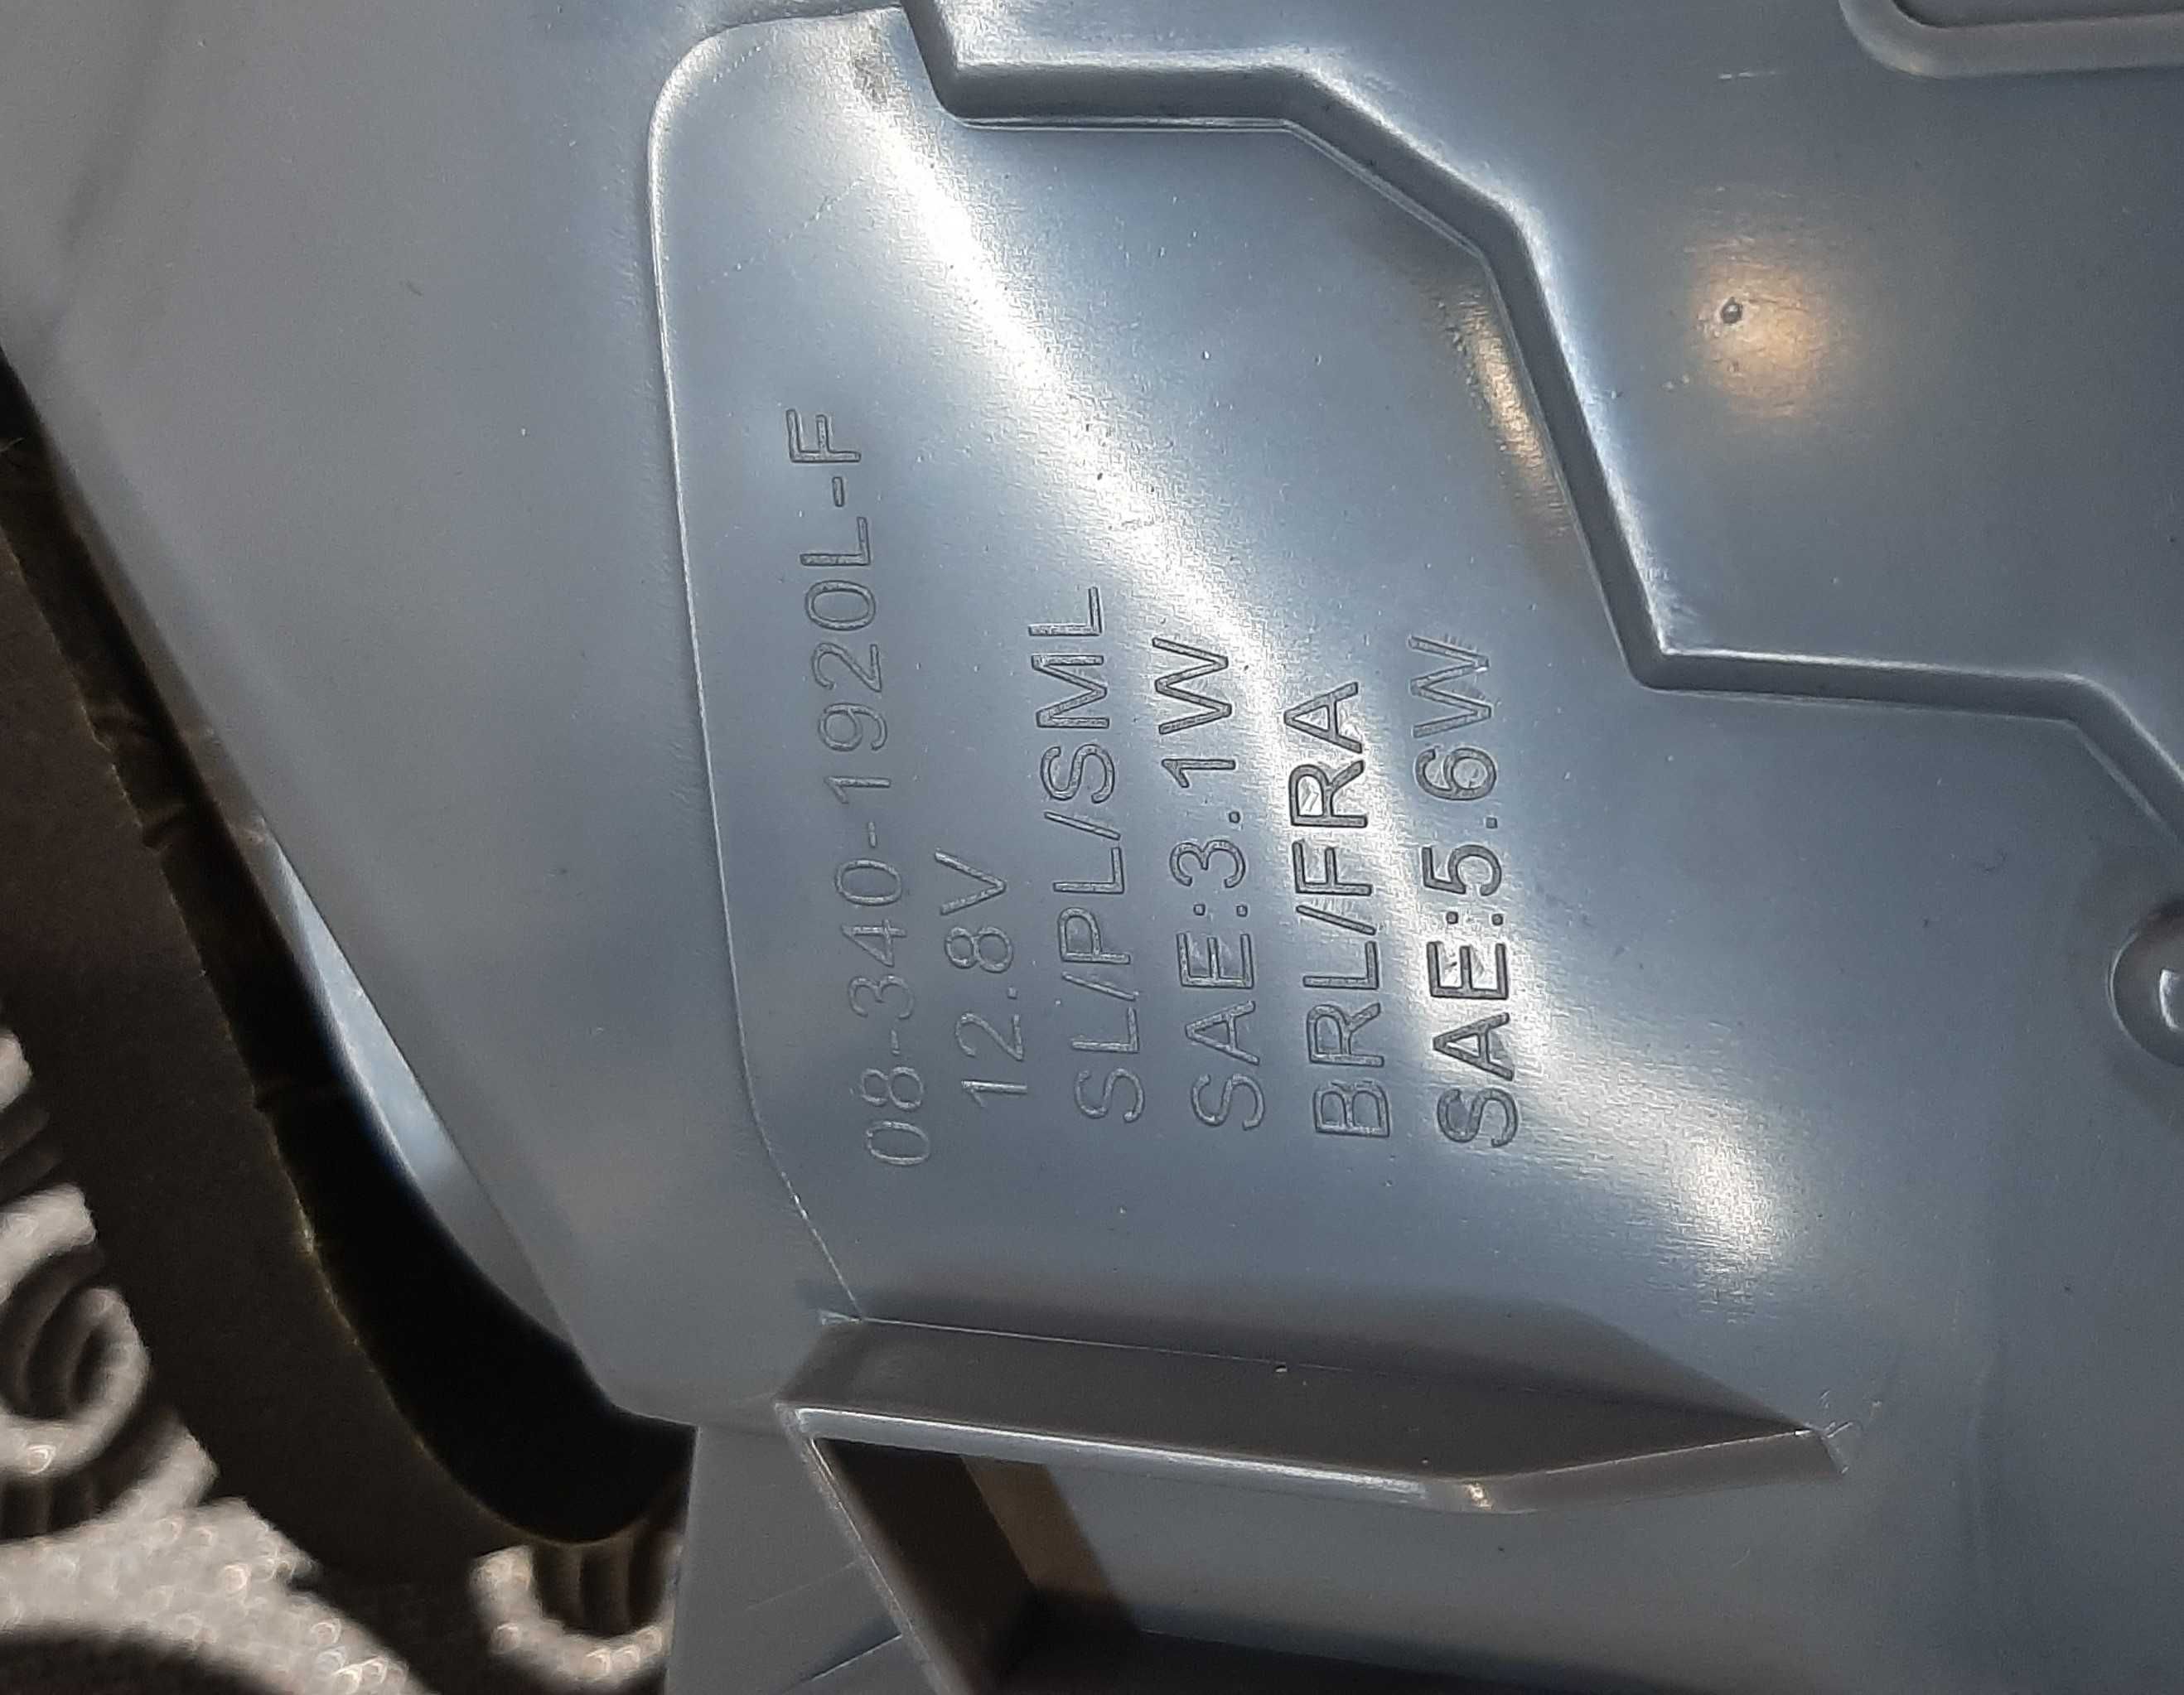 08-340-1920L-F
12.8V
SL/PL/SML
SAE:3.1W
BRL/FRA
SAE:5.6W